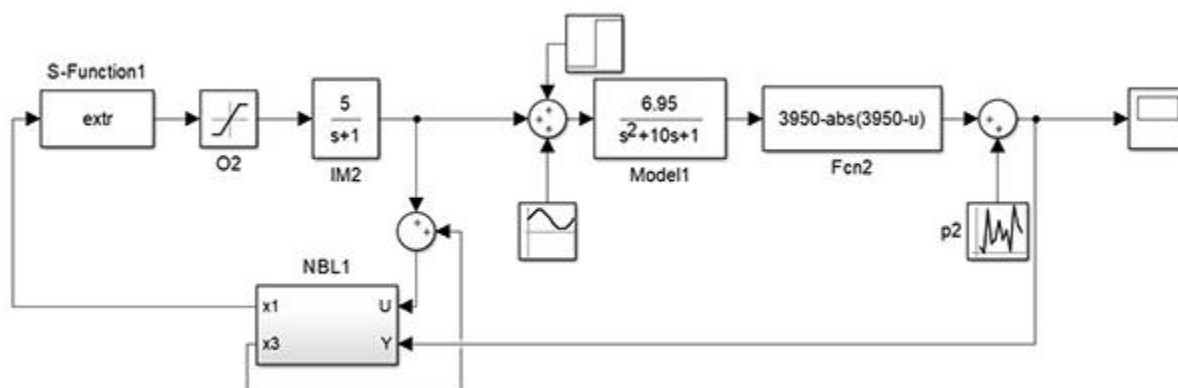 S-Function1
extr
O2
5
s+1
IM2
6.95
s²+10s+1
Model1
3950-abs(3950-u)
Fcn2
p2
NBL1
x1
U
x3
Y